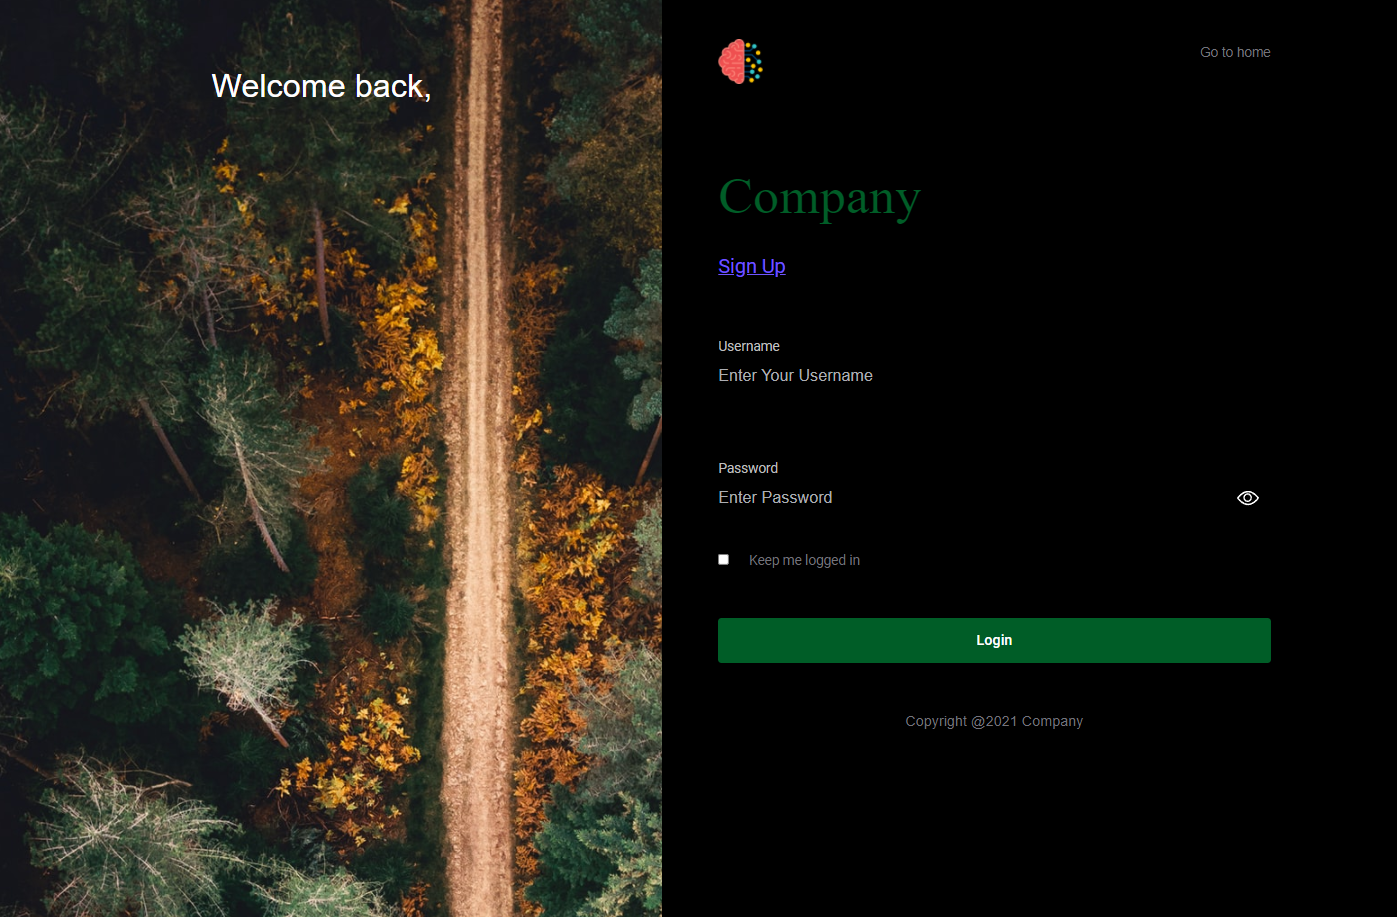 Welcome back,
Go to home
Company
Sign Up
Username
Enter Your Username
Password
Enter Password
Keep me logged in
Login
Copyright @2021 Company